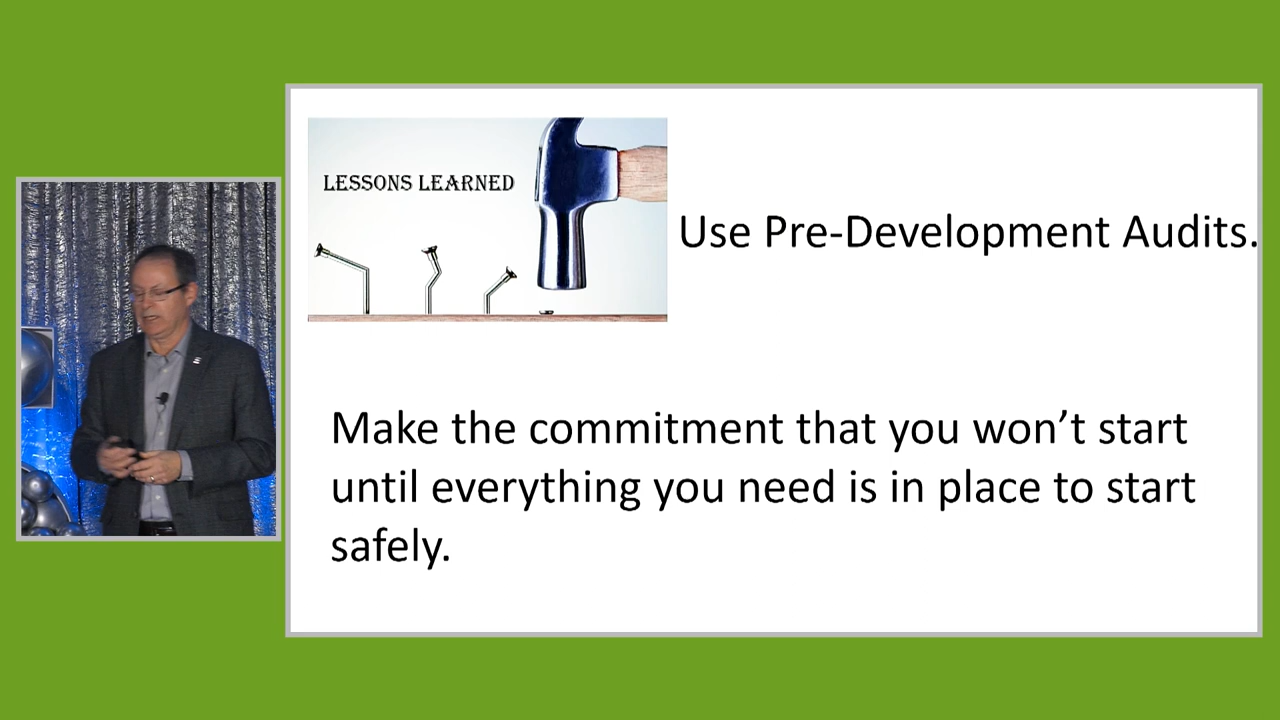 LESSONS LEARNED
Use Pre-Development Audits.
Make the commitment that you won’t start
until everything you need is in place to start
safely.